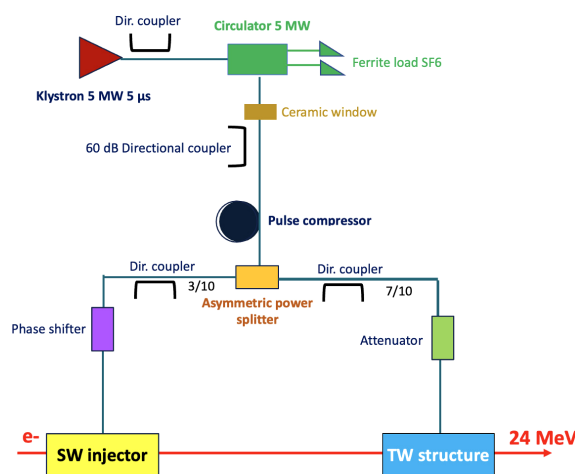 Dir. coupler
Circulator 5 MW
Ferrite load SF6
Klystron 5 MW 5 µs
Ceramic window
60 dB Directional coupler
Pulse compressor
Dir. coupler
Dir. coupler
3/10
7/10
Asymmetric power
splitter
Phase shifter
Attenuator
e-
24 MeV
SW injector
TW structure